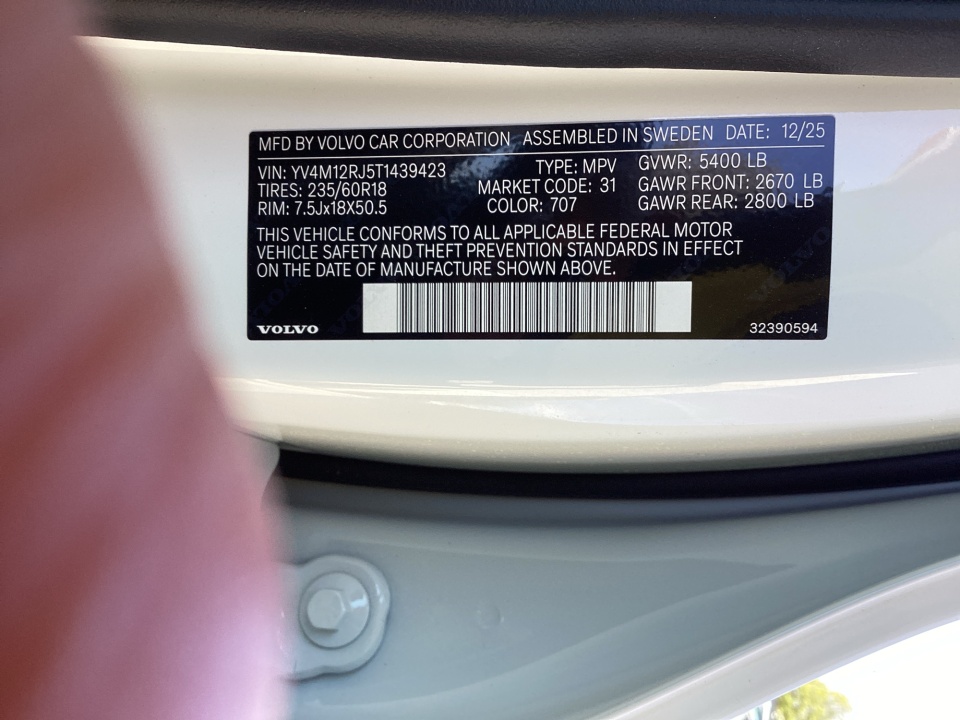 MFD BY VOLVO CAR CORPORATION ASSEMBLED IN SWEDEN DATE: 12/25
VIN: YV4M12RJ5T1439423 TYPE: MPV GVWR: 5400 LB
TIRES: 235/60R18 MARKET CODE: 31 GAWR FRONT: 2670 LB
RIM: 7.5Jx18X50.5 COLOR: 707 GAWR REAR: 2800 LB
THIS VEHICLE CONFORMS TO ALL APPLICABLE FEDERAL MOTOR
VEHICLE SAFETY AND THEFT PREVENTION STANDARDS IN EFFECT
ON THE DATE OF MANUFACTURE SHOWN ABOVE.
VOLVO 32390594